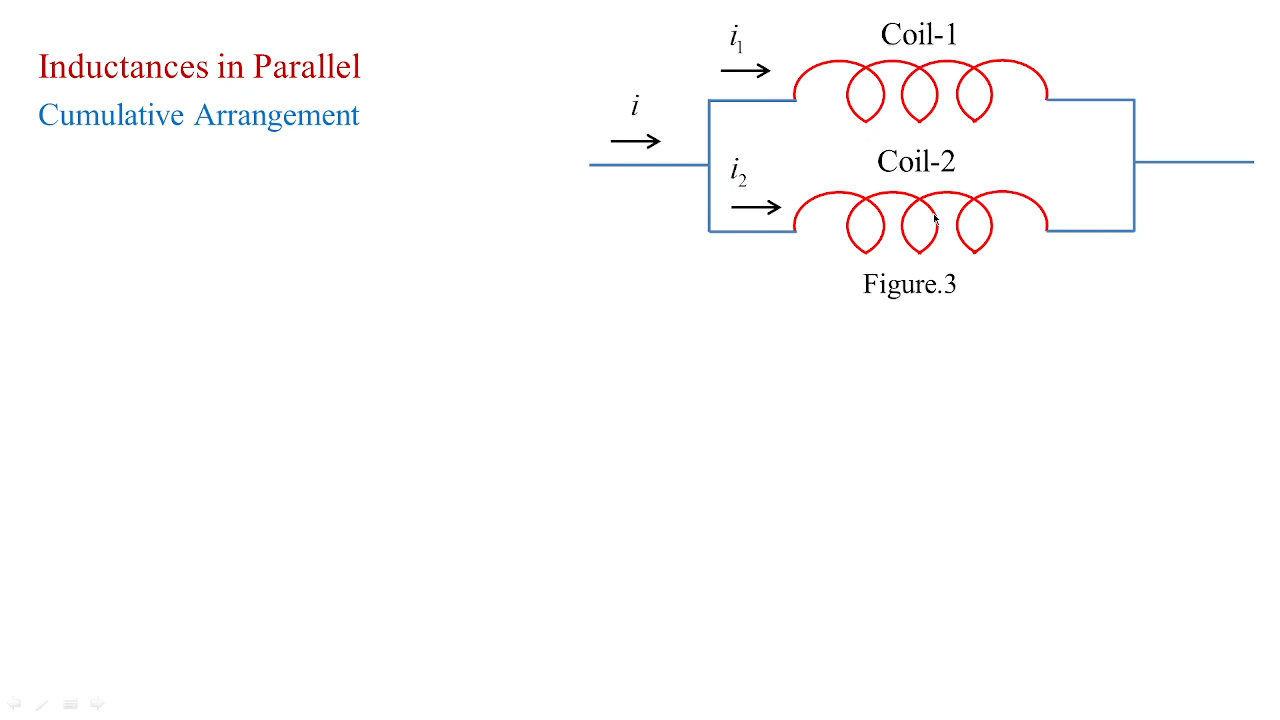 Inductances in Parallel
Cumulative Arrangement
i₁
Coil-1
i
i₂
Coil-2
Figure.3